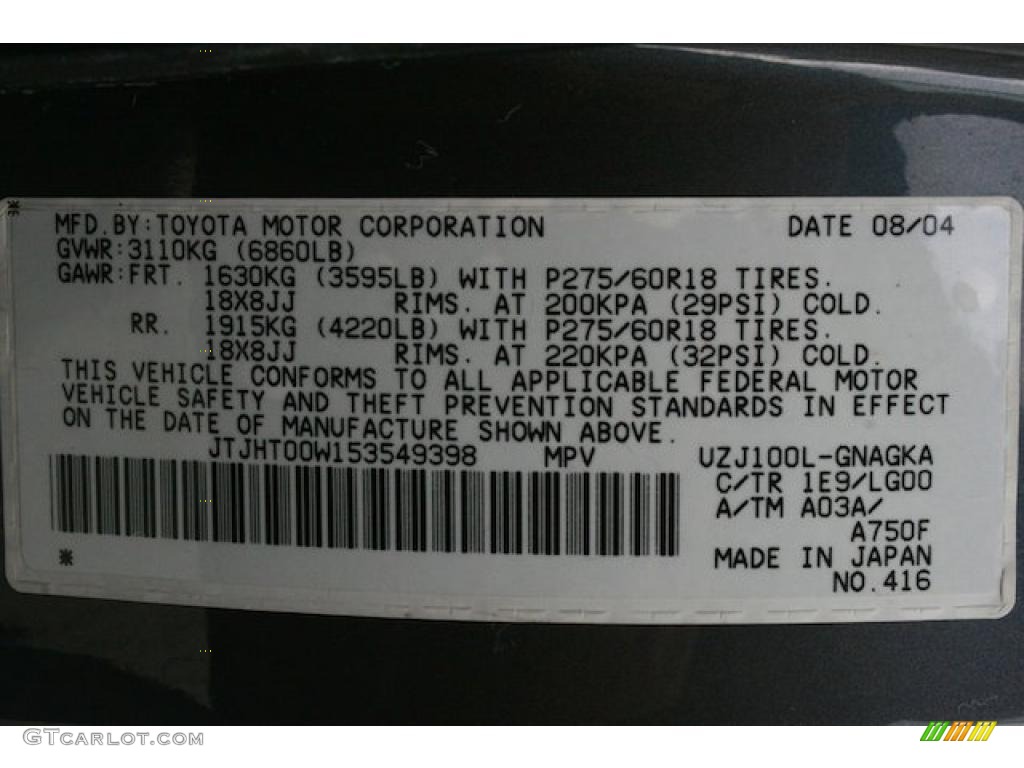 MFD.BY:TOYOTA MOTOR CORPORATION DATE 08/04
GVWR:3110KG (6860LB)
GAWR:FRT. 1630KG (3595LB) WITH P275/60R18 TIRES.
18X8JJ RIMS. AT 200KPA (29PSI) COLD.
RR. 1915KG (4220LB) WITH P275/60R18 TIRES.
18X8JJ RIMS. AT 220KPA (32PSI) COLD.
THIS VEHICLE CONFORMS TO ALL APPLICABLE FEDERAL MOTOR
VEHICLE SAFETY AND THEFT PREVENTION STANDARDS IN EFFECT
ON THE DATE OF MANUFACTURE SHOWN ABOVE.
JTJHT00W153549398 MPV UZJ100L-GNAGKA
C/TR 1E9/LG00
A/TM A03A/
A750F
MADE IN JAPAN
NO.416
GTCARLOT.COM